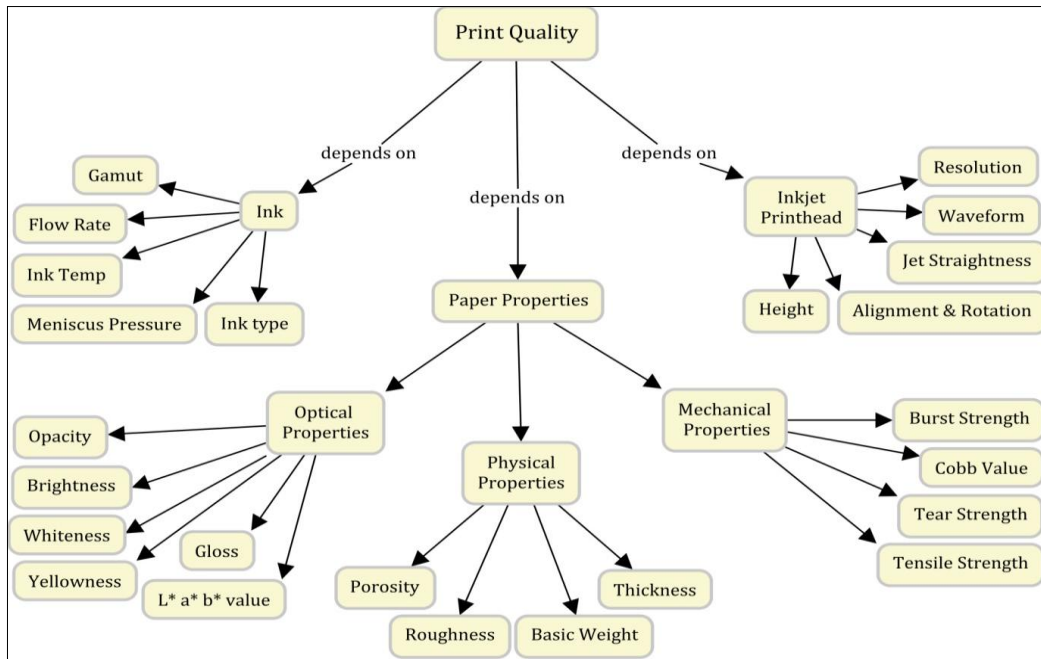 Print Quality
depends on
depends on
depends on
Gamut
Flow Rate
Ink Temp
Meniscus Pressure
Ink type
Ink
Inkjet
Printhead
Resolution
Waveform
Jet Straightness
Alignment & Rotation
Height
Paper Properties
Optical
Properties
Opacity
Brightness
Whiteness
Yellowness
Gloss
L* a* b* value
Physical
Properties
Porosity
Roughness
Basic Weight
Thickness
Mechanical
Properties
Burst Strength
Cobb Value
Tear Strength
Tensile Strength